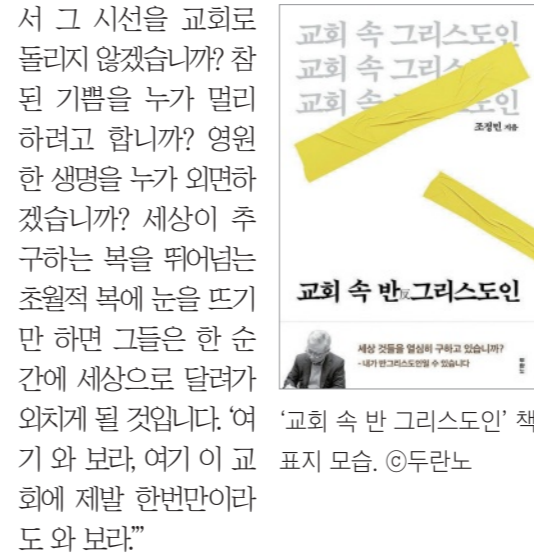 서 그 시선을 교회로
돌리지 않겠습니까? 참
된 기쁨을 누가 멀리
하려고 합니까? 영원
한 생명을 누가 외면하
겠습니까? 세상이 추
구하는 복을 뛰어넘는
초월적 복에 눈을 뜨기
만 하면 그들은 한 순
간에 세상으로 달려가
외치게 될 것입니다. ‘여
기 와 보라, 여기 이 교
회에 제발 한번만이라
도 와 보라.’”
교회 속 그리스도인
교회 속 그리스도인
교회 속 그리스도인
조정민 지음
교회 속 반反그리스도인
세상 것들을 열심히 구하고 있습니까?
- 내가 반그리스도인일 수 있습니다
두란노
‘교회 속 반 그리스도인’ 책
표지 모습. ⓒ두란노